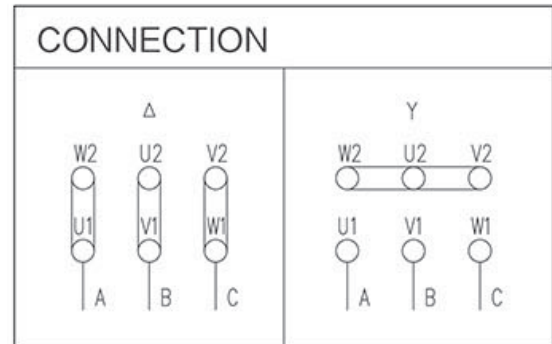 CONNECTION
Δ Y
W2 U2 V2 W2 U2 V2
U1 V1 W1 U1 V1 W1
A B C A B C